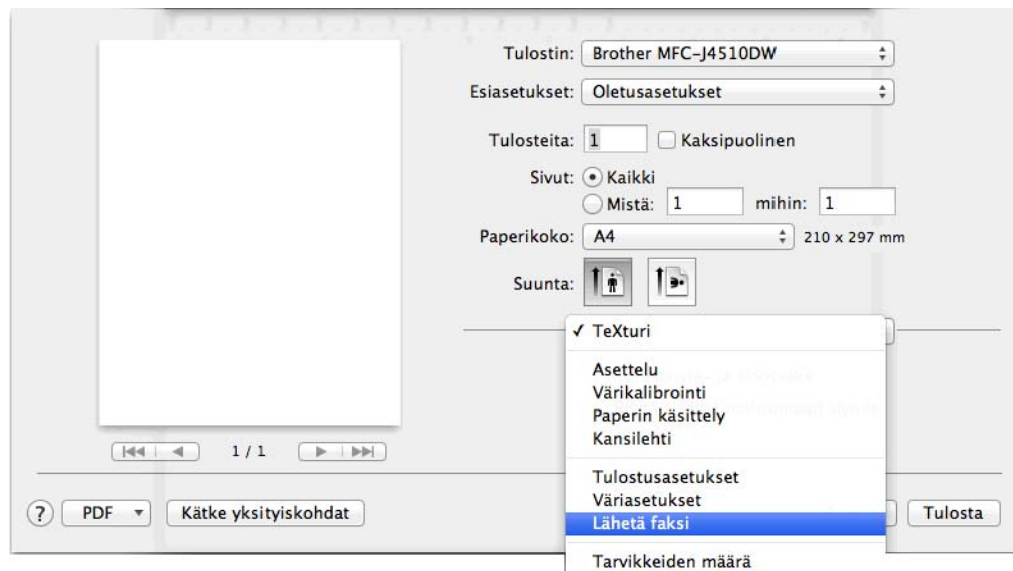 Tulostin: Brother MFC-J4510DW
Esiasetukset: Oletusasetukset
Tulosteita: 1 Kaksipuolinen
Sivut: Kaikki
Mistä: 1 mihin: 1
Paperikoko: A4 210 x 297 mm
Suunta:
✓ TeXturi
Asettelu
Värikalibrointi
Paperin käsittely
Kansilehti
1 / 1
Tulostusasetukset
Väriasetukset
Lähetä faksi
Tarvikkeiden määrä
? PDF Kätke yksityiskohdat Tulosta